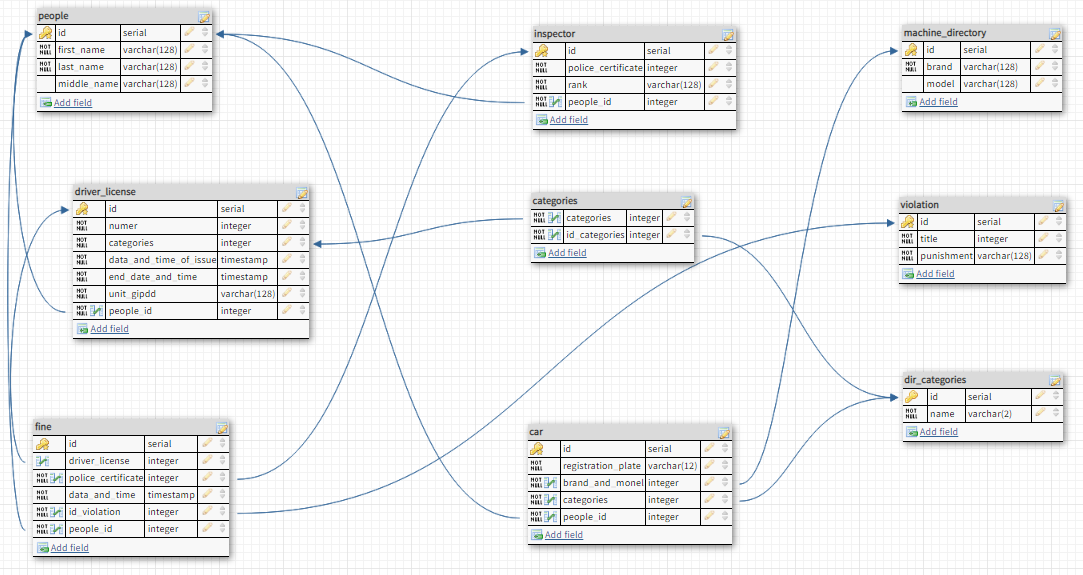 people
id serial
NOT NULL first_name varchar(128)
NOT NULL last_name varchar(128)
middle_name varchar(128)
Add field
inspector
id serial
NOT NULL police_certificate integer
NOT NULL rank varchar(128)
NOT NULL people_id integer
Add field
machine_directory
id serial
NOT NULL brand varchar(128)
NOT NULL model varchar(128)
Add field
driver_license
id serial
NOT NULL numer integer
NOT NULL categories integer
NOT NULL data_and_time_of_issue timestamp
NOT NULL end_date_and_time timestamp
NOT NULL unit_gipdd varchar(128)
NOT NULL people_id integer
Add field
categories
NOT NULL categories integer
NOT NULL id_categories integer
Add field
violation
id serial
NOT NULL title integer
NOT NULL punishment varchar(128)
Add field
dir_categories
id serial
NOT NULL name varchar(2)
Add field
fine
id serial
driver_license integer
NOT NULL police_certificate integer
NOT NULL data_and_time timestamp
NOT NULL id_violation integer
NOT NULL people_id integer
Add field
car
id serial
NOT NULL registration_plate varchar(12)
NOT NULL brand_and_monel integer
NOT NULL categories integer
NOT NULL people_id integer
Add field